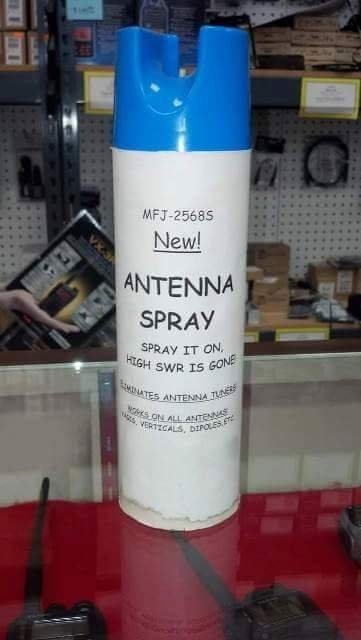 MFJ-2568S
New!
ANTENNA
SPRAY
SPRAY IT ON,
HIGH SWR IS GONE!
ELIMINATES ANTENNA TUNERS
WORKS ON ALL ANTENNAS
YAGIS, VERTICALS, DIPOLES, ETC.